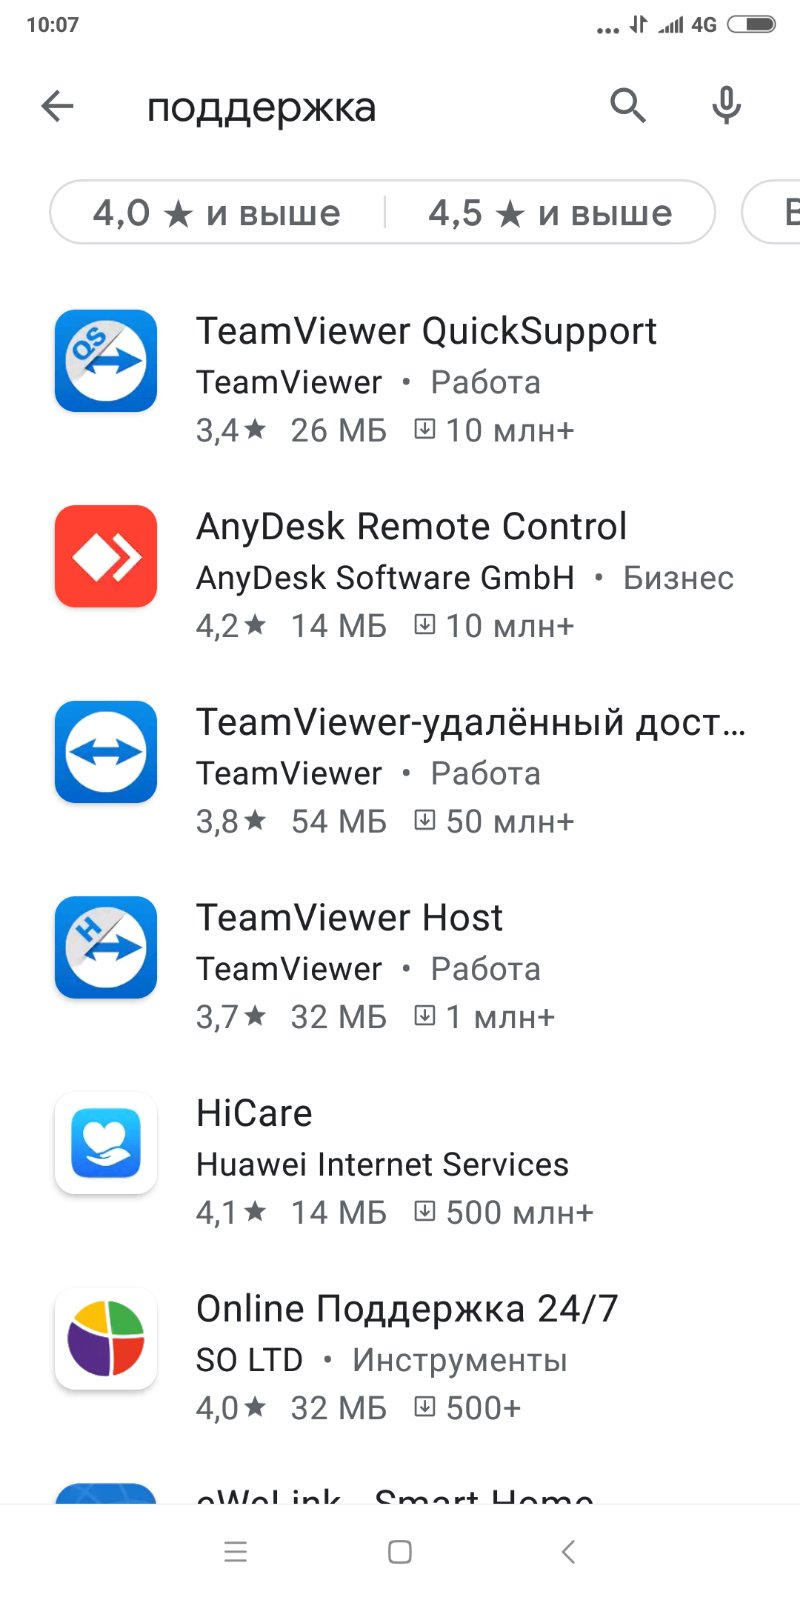 10:07
4G
поддержка
4,0 ★ и выше
4,5 ★ и выше
QS
TeamViewer QuickSupport
TeamViewer • Работа
3,4★ 26 МБ 10 млн+
AnyDesk Remote Control
AnyDesk Software GmbH • Бизнес
4,2★ 14 МБ 10 млн+
TeamViewer-удалённый дост...
TeamViewer • Работа
3,8★ 54 МБ 50 млн+
H
TeamViewer Host
TeamViewer • Работа
3,7★ 32 МБ 1 млн+
HiCare
Huawei Internet Services
4,1★ 14 МБ 500 млн+
Online Поддержка 24/7
SO LTD • Инструменты
4,0★ 32 МБ 500+
eWeLink - Smart Home